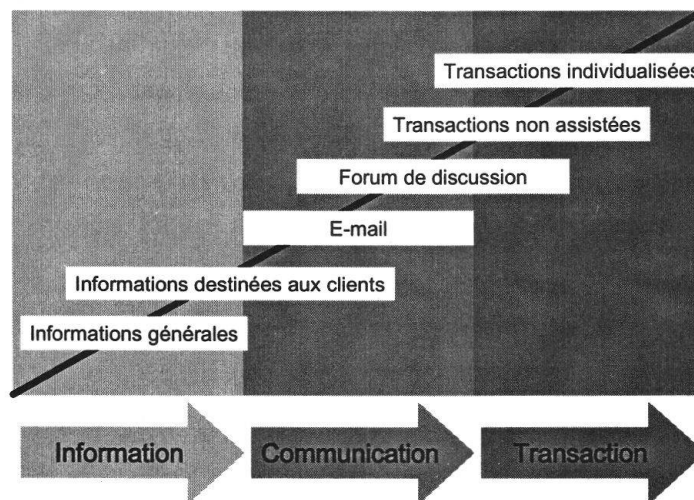 Transactions individualisées
Transactions non assistées
Forum de discussion
E-mail
Informations destinées aux clients
Informations générales
Information
Communication
Transaction